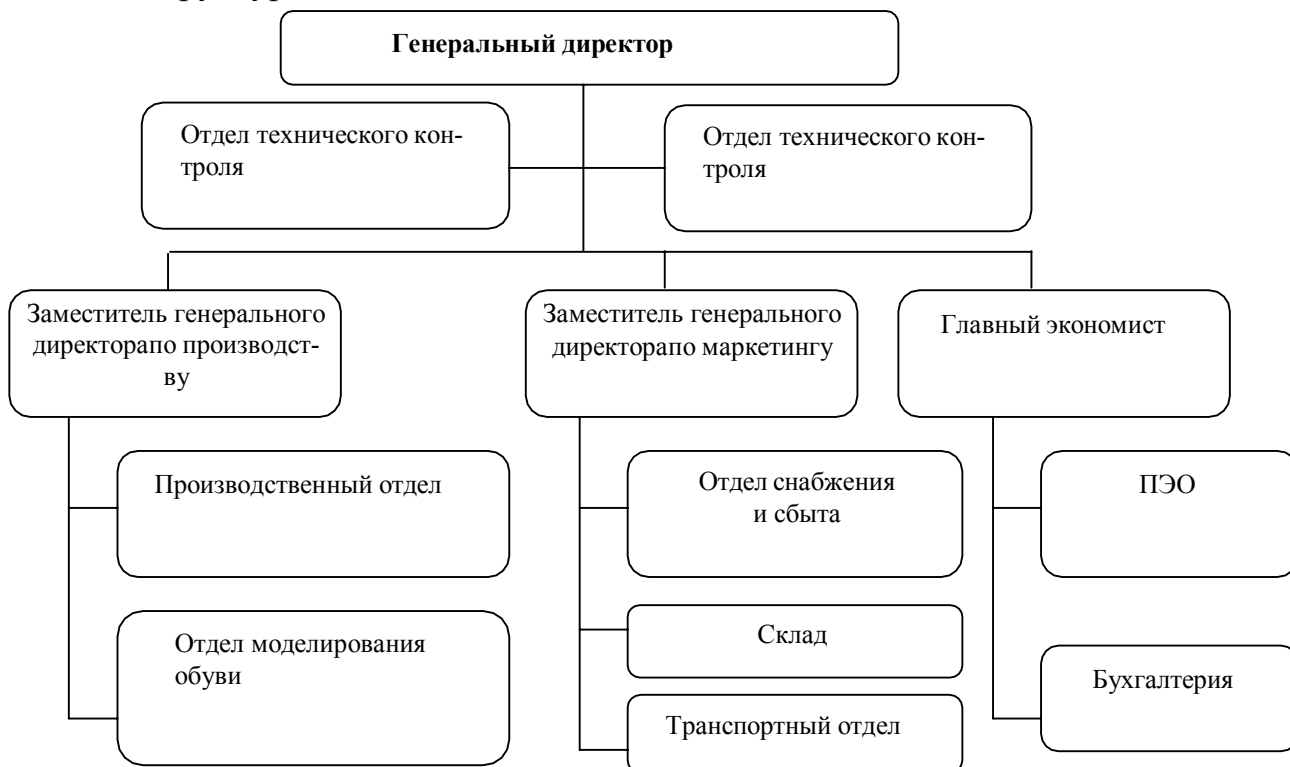 Генеральный директор
Отдел технического кон-
троля
Отдел технического кон-
троля
Заместитель генерального
директорапо производст-
ву
Заместитель генерального
директорапо маркетингу
Главный экономист
Производственный отдел
Отдел снабжения
и сбыта
ПЭО
Отдел моделирования
обуви
Склад
Бухгалтерия
Транспортный отдел